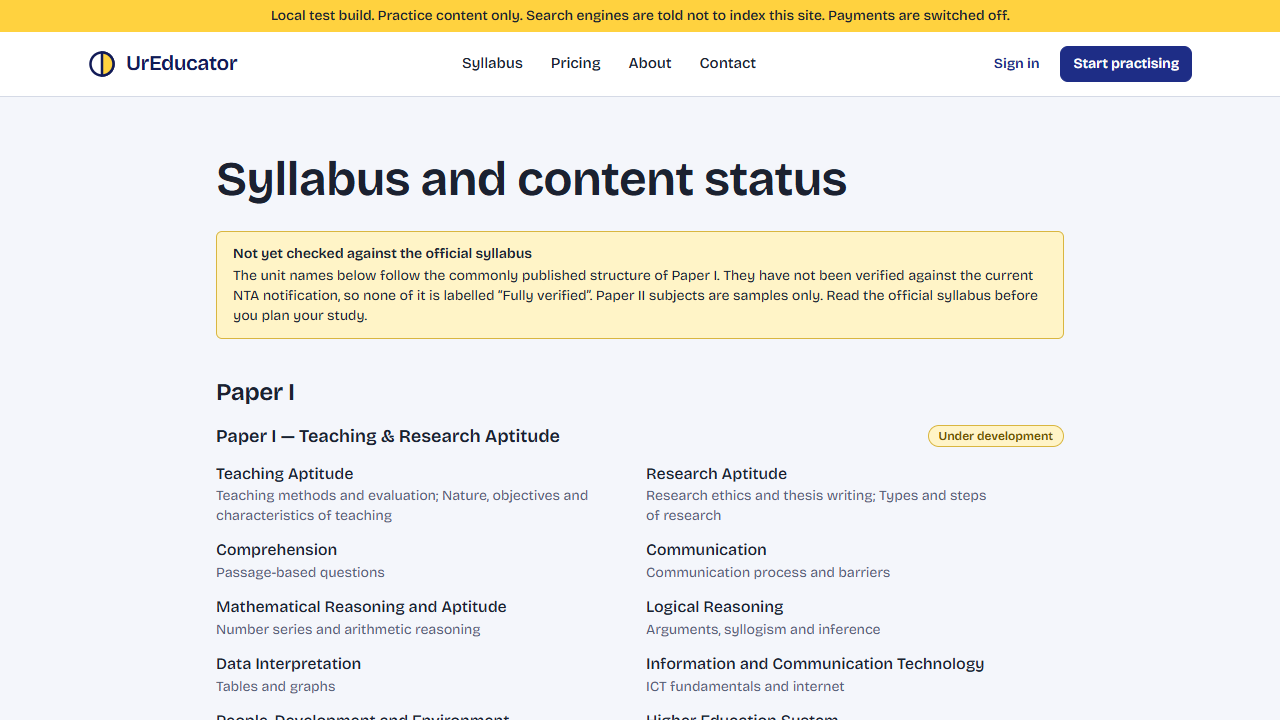 Local test build. Practice content only. Search engines are told not to index this site. Payments are switched off.
UrEducator
Syllabus
Pricing
About
Contact
Sign in
Start practising
Syllabus and content status
Not yet checked against the official syllabus
The unit names below follow the commonly published structure of Paper I. They have not been verified against the current
NTA notification, so none of it is labelled “Fully verified”. Paper II subjects are samples only. Read the official syllabus before
you plan your study.
Paper I
Paper I — Teaching & Research Aptitude
Under development
Teaching Aptitude
Teaching methods and evaluation; Nature, objectives and
characteristics of teaching
Research Aptitude
Research ethics and thesis writing; Types and steps
of research
Comprehension
Passage-based questions
Communication
Communication process and barriers
Mathematical Reasoning and Aptitude
Number series and arithmetic reasoning
Logical Reasoning
Arguments, syllogism and inference
Data Interpretation
Tables and graphs
Information and Communication Technology
ICT fundamentals and internet
People, Development and Environment
Higher Education System